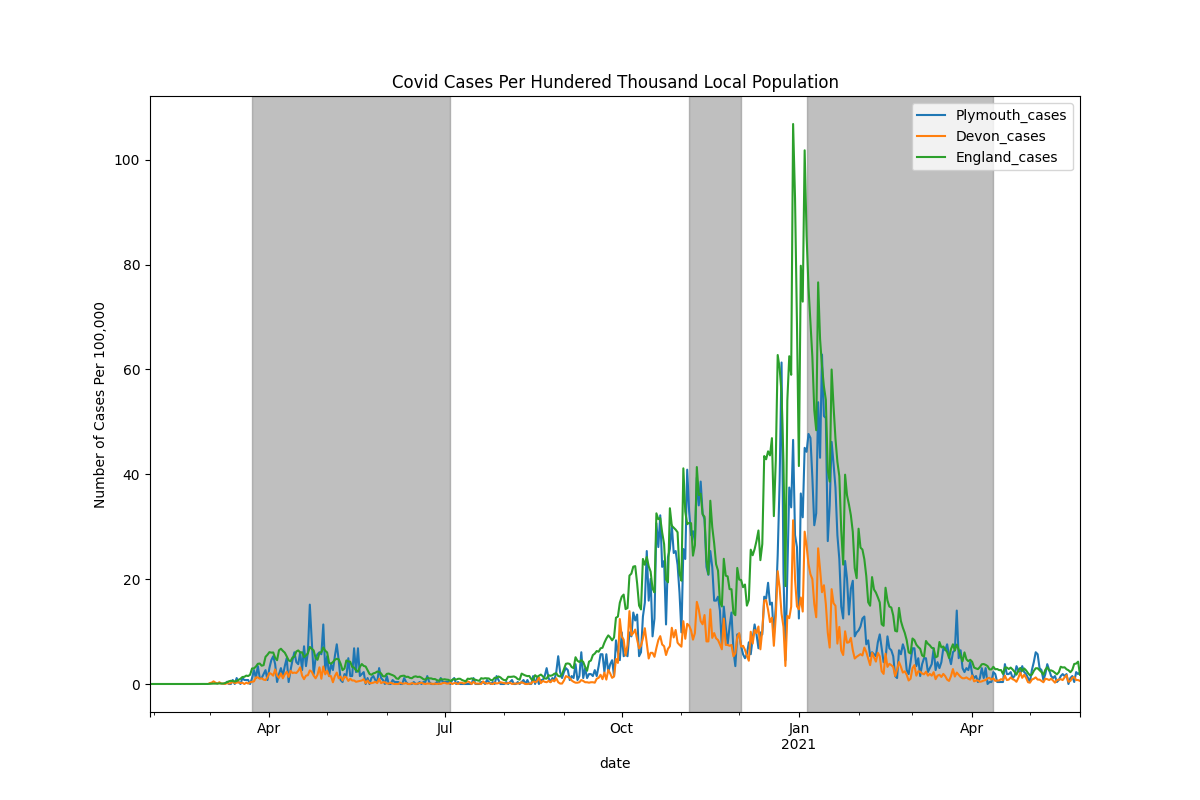 Covid Cases Per Hundered Thousand Local Population
Plymouth_cases
Devon_cases
England_cases
Number of Cases Per 100,000
100
80
60
40
20
0
Apr
Jul
Oct
Jan
2021
Apr
date